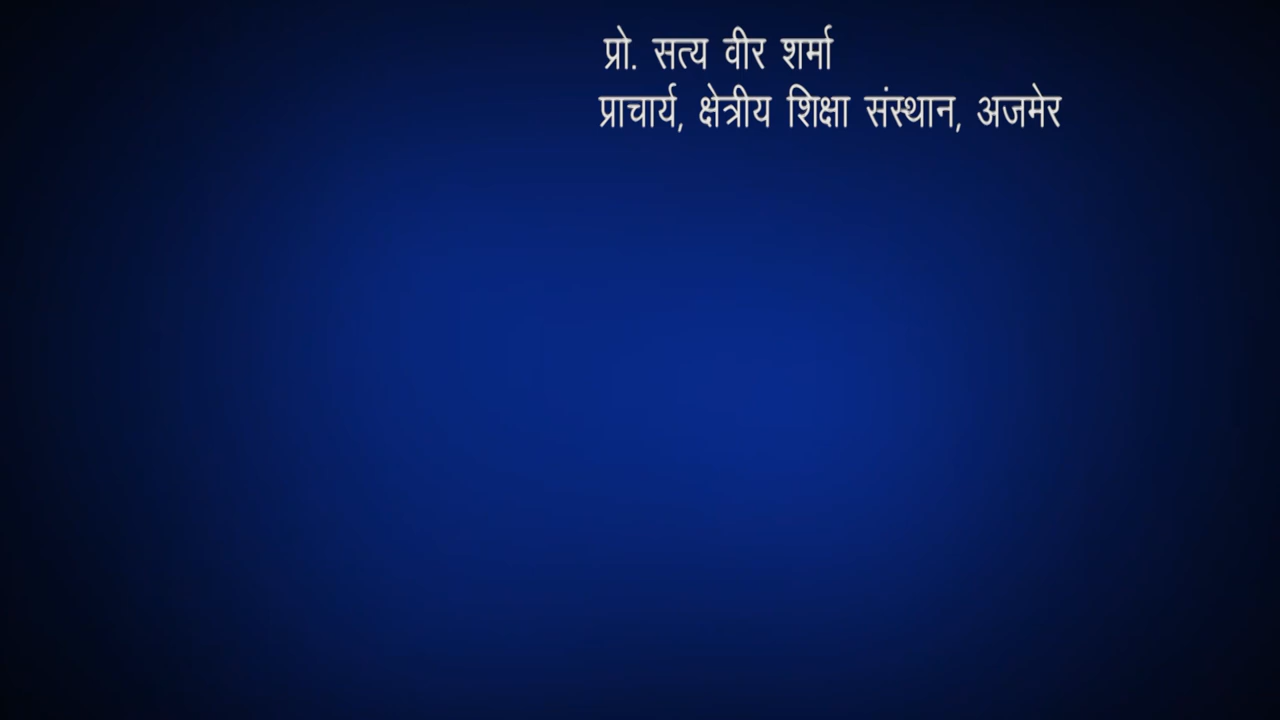 प्रो. सत्य वीर शर्मा
प्राचार्य, क्षेत्रीय शिक्षा संस्थान, अजमेर